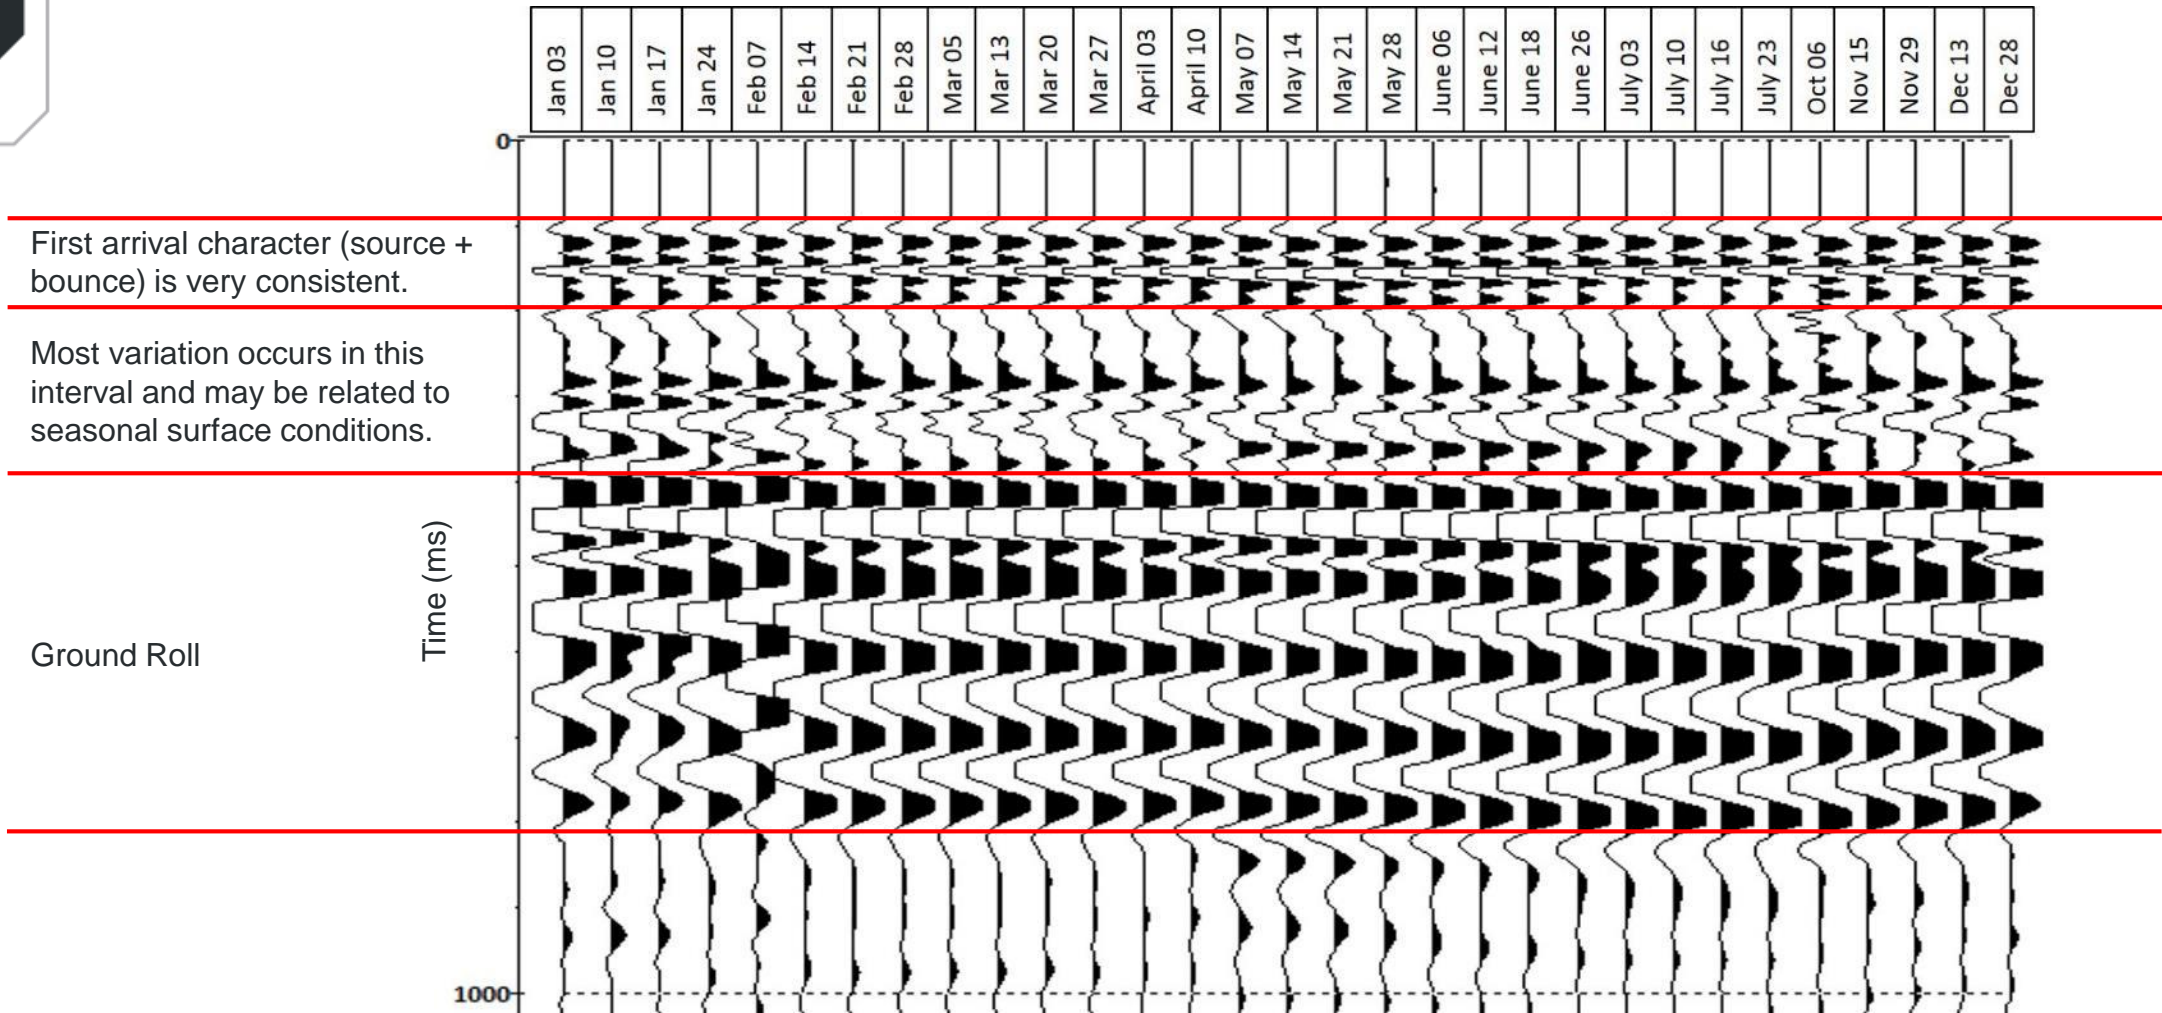 Jan 03
Jan 10
Jan 17
Jan 24
Feb 07
Feb 14
Feb 21
Feb 28
Mar 05
Mar 13
Mar 20
Mar 27
April 03
April 10
May 07
May 14
May 21
May 28
June 06
June 12
June 18
June 26
July 03
July 10
July 16
July 23
Oct 06
Nov 15
Nov 29
Dec 13
Dec 28
0
First arrival character (source +
bounce) is very consistent.
Most variation occurs in this
interval and may be related to
seasonal surface conditions.
Time (ms)
Ground Roll
1000